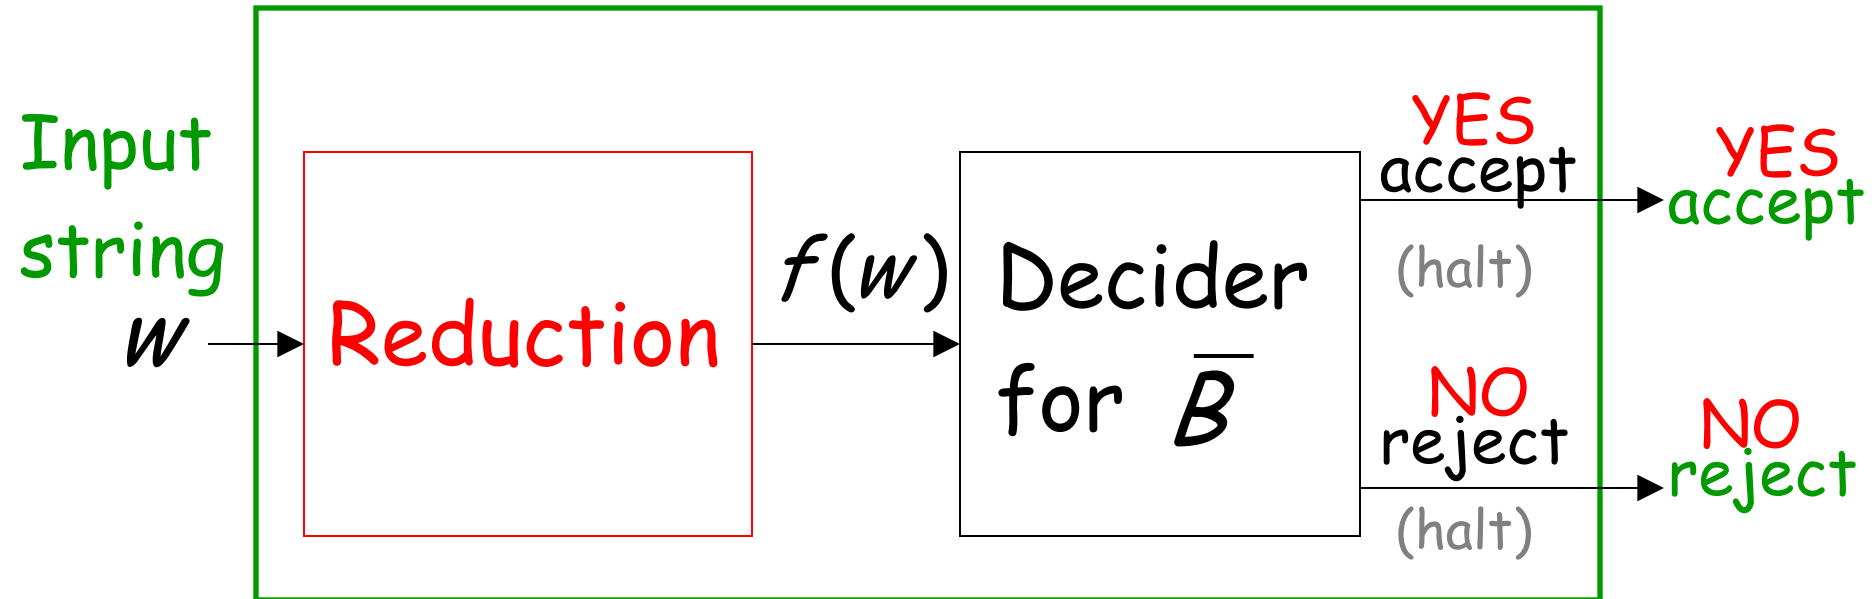 Input
string
w
Reduction
f(w)
Decider
for B̅
YES
accept
(halt)
NO
reject
(halt)
YES
accept
NO
reject